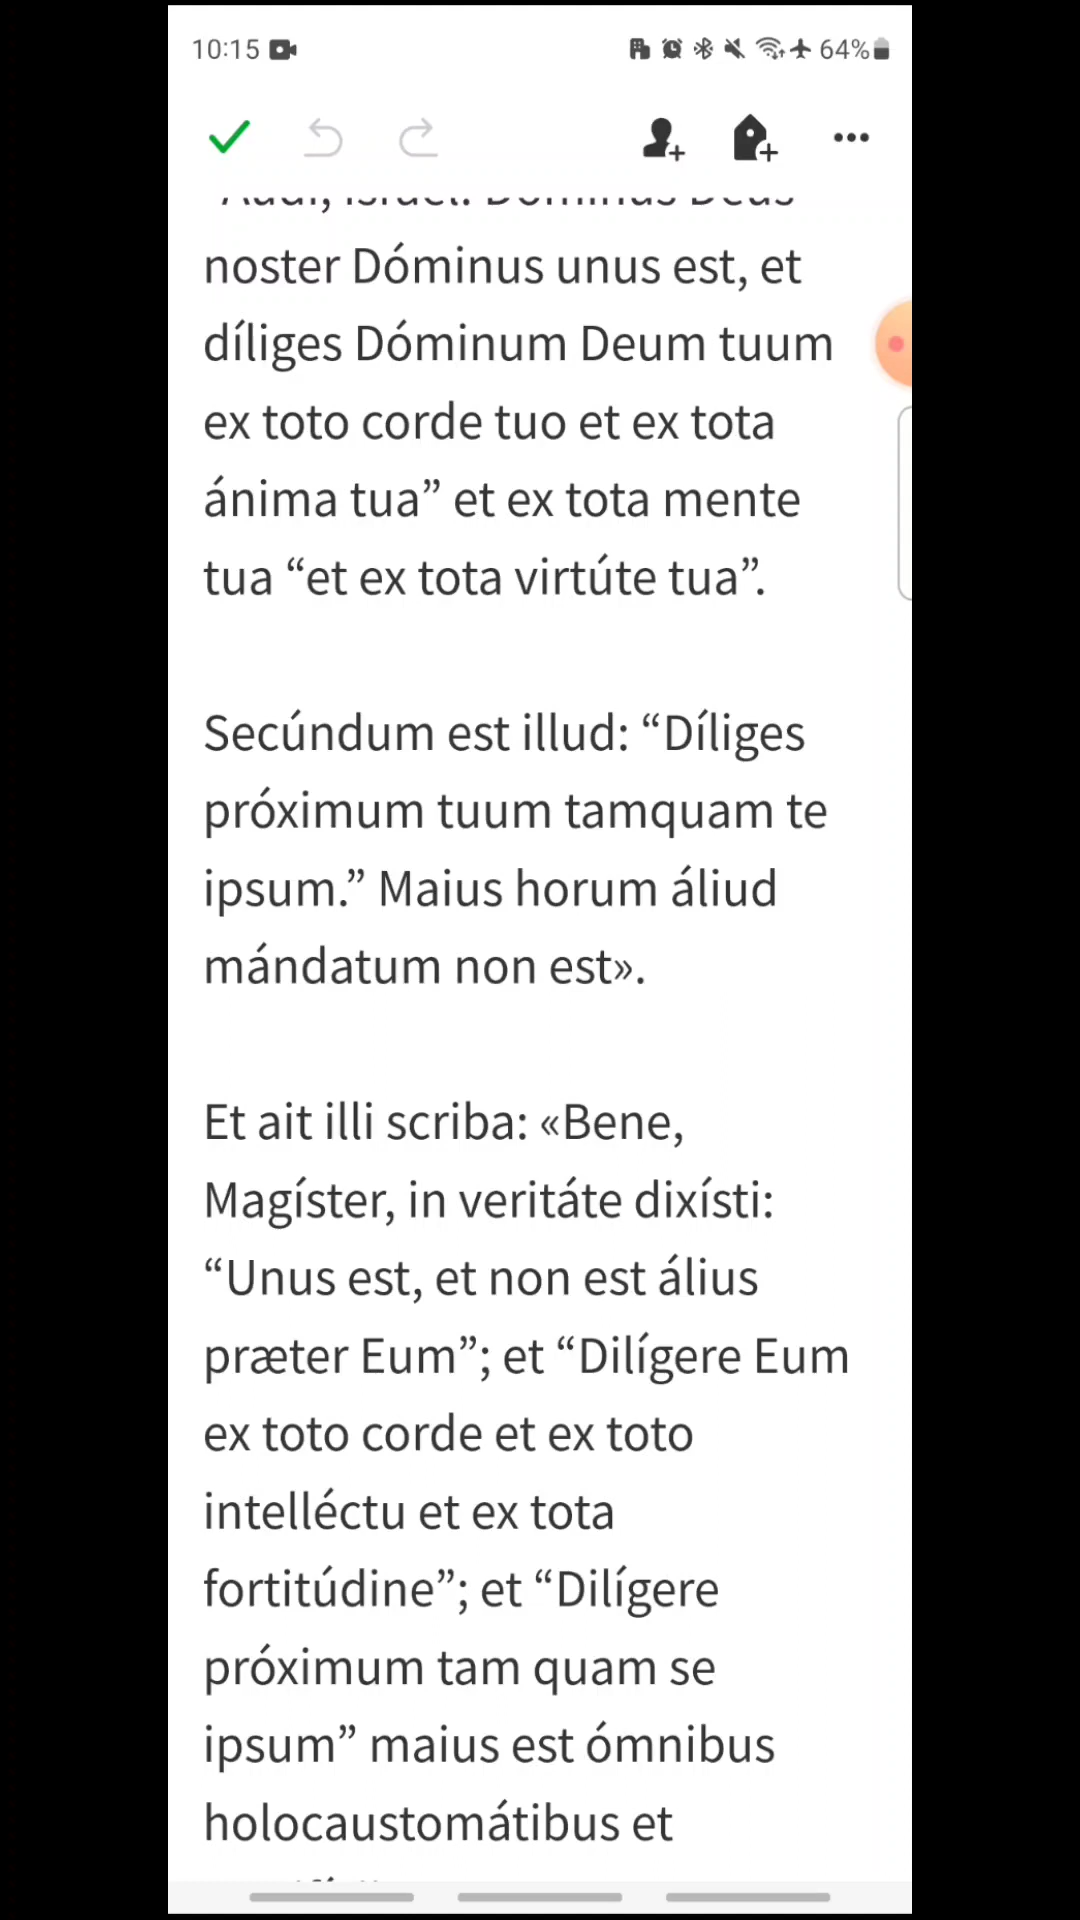 10:15
64%
noster Dóminus unus est, et
díliges Dóminum Deum tuum
ex toto corde tuo et ex tota
ánima tua” et ex tota mente
tua “et ex tota virtúte tua”.
Secúndum est illud: “Díliges
próximum tuum tamquam te
ipsum.” Maius horum áliud
mándatum non est».
Et ait illi scriba: «Bene,
Magíster, in veritáte dixísti:
“Unus est, et non est álius
præter Eum”; et “Dilígere Eum
ex toto corde et ex toto
intelléctu et ex tota
fortitúdine”; et “Dilígere
próximum tam quam se
ipsum” maius est ómnibus
holocaustomátibus et